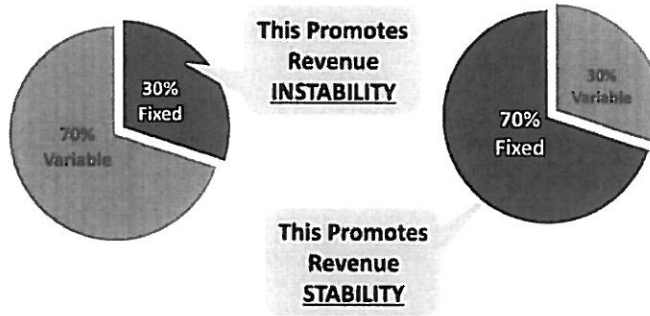 This Promotes
Revenue
INSTABILITY
30%
Fixed
70%
Variable
30%
Variable
70%
Fixed
This Promotes
Revenue
STABILITY